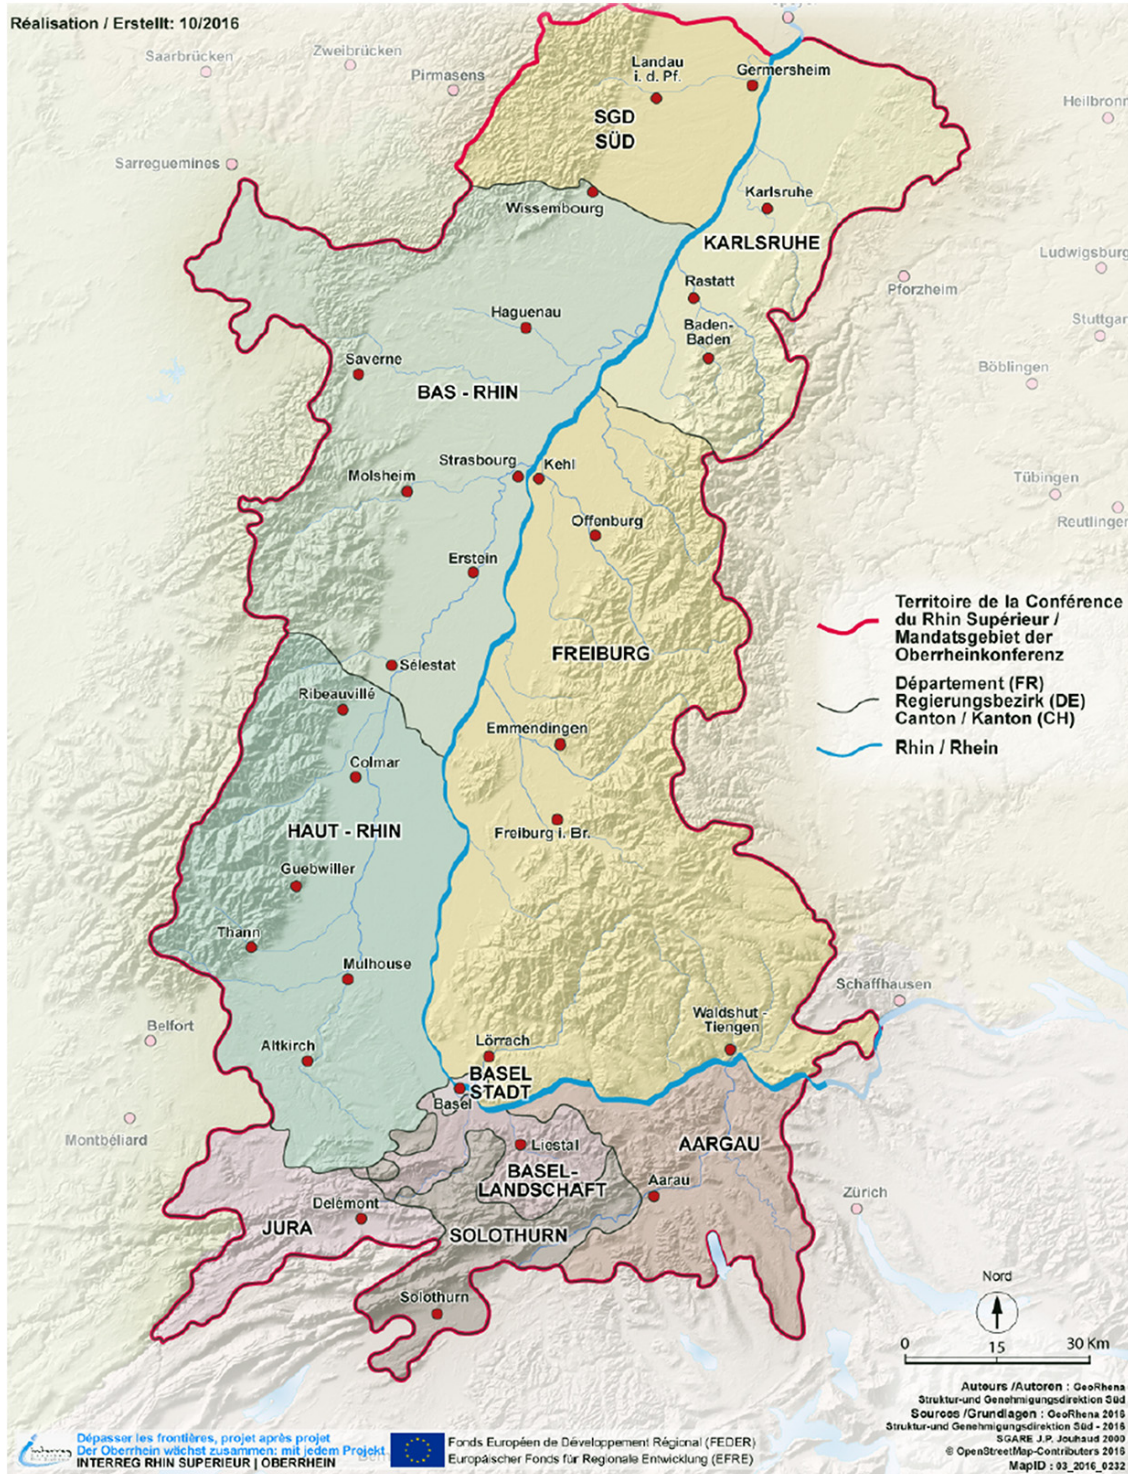 Réalisation / Erstellt: 10/2016
Saarbrücken
Zweibrücken
Pirmasens
Landau
i. d. Pf.
Germersheim
Heilbronn
SGD
SÜD
Sarreguemines
Wissembourg
Karlsruhe
KARLSRUHE
Ludwigsburg
Rastatt
Pforzheim
Haguenau
Baden-
Baden
Stuttgar
Saverne
Böblingen
BAS - RHIN
Strasbourg
Kehl
Molsheim
Tübingen
Offenburg
Reutlingen
Erstein
FREIBURG
Sélestat
Ribeauvillé
Emmendingen
Colmar
HAUT - RHIN
Freiburg i. Br.
Guebwiller
Thann
Mulhouse
Schaffhausen
Belfort
Waldshut -
Tiengen
Altkirch
Lörrach
BASEL
STADT
Basel
Montbéliard
Liestal
AARGAU
BASEL-
LANDSCHAFT
Aarau
Zürich
Delémont
JURA
SOLOTHURN
Solothurn
Territoire de la Conférence
du Rhin Supérieur /
Mandatsgebiet der
Oberrheinkonferenz
Département (FR)
Regierungsbezirk (DE)
Canton / Kanton (CH)
Rhin / Rhein
Nord
0 15 30 Km
Auteurs /Autoren : GeoRhena
Struktur-und Genehmigungsdirektion Süd
Sources /Grundlagen : GeoRhena 2016
Struktur-und Genehmigungsdirektion Süd - 2016
SGARE J.P. Jouhaud 2000
© OpenStreetMap-Contributers 2016
MapID : 03_2016_0232
Dépasser les frontières, projet après projet
Der Oberrhein wächst zusammen: mit jedem Projekt
INTERREG RHIN SUPERIEUR | OBERRHEIN
Fonds Européen de Développement Régional (FEDER)
Europäischer Fonds für Regionale Entwicklung (EFRE)